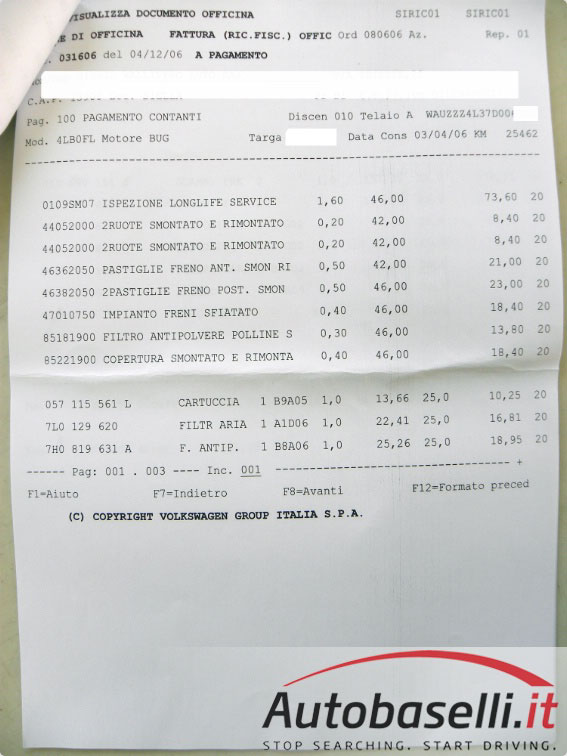 VISUALIZZA DOCUMENTO OFFICINA SIRIC01 SIRIC01
E DI OFFICINA FATTURA (RIC.FISC.) OFFIC Ord 080606 Az. Rep. 01
. 031606 del 04/12/06 A PAGAMENTO
C.A.P.
Pag. 100 PAGAMENTO CONTANTI Discen 010 Telaio A WAUZZZ4L37D0
Mod. 4LB0FL Motore BUG Targa Data Cons 03/04/06 KM 25462
0109SM07 ISPEZIONE LONGLIFE SERVICE 1,60 46,00 73,60 20
44052000 2RUOTE SMONTATO E RIMONTATO 0,20 42,00 8,40 20
44052000 2RUOTE SMONTATO E RIMONTATO 0,20 42,00 8,40 20
46362050 PASTIGLIE FRENO ANT. SMON RI 0,50 42,00 21,00 20
46382050 2PASTIGLIE FRENO POST. SMON 0,50 46,00 23,00 20
47010750 IMPIANTO FRENI SFIATATO 0,40 46,00 18,40 20
85181900 FILTRO ANTIPOLVERE POLLINE S 0,30 46,00 13,80 20
85221900 COPERTURA SMONTATO E RIMONTA 0,40 46,00 18,40 20
057 115 561 L CARTUCCIA 1 B9A05 1,0 13,66 25,0 10,25 20
7L0 129 620 FILTR ARIA 1 A1D06 1,0 22,41 25,0 16,81 20
7H0 819 631 A F. ANTIP. 1 B8A06 1,0 25,26 25,0 18,95 20
------ Pag: 001 . 003 ---- Inc. 001 ------------------------------------ +
F1=Aiuto F7=Indietro F8=Avanti F12=Formato preced
(C) COPYRIGHT VOLKSWAGEN GROUP ITALIA S.P.A.
Autobaselli.it
STOP SEARCHING. START DRIVING.